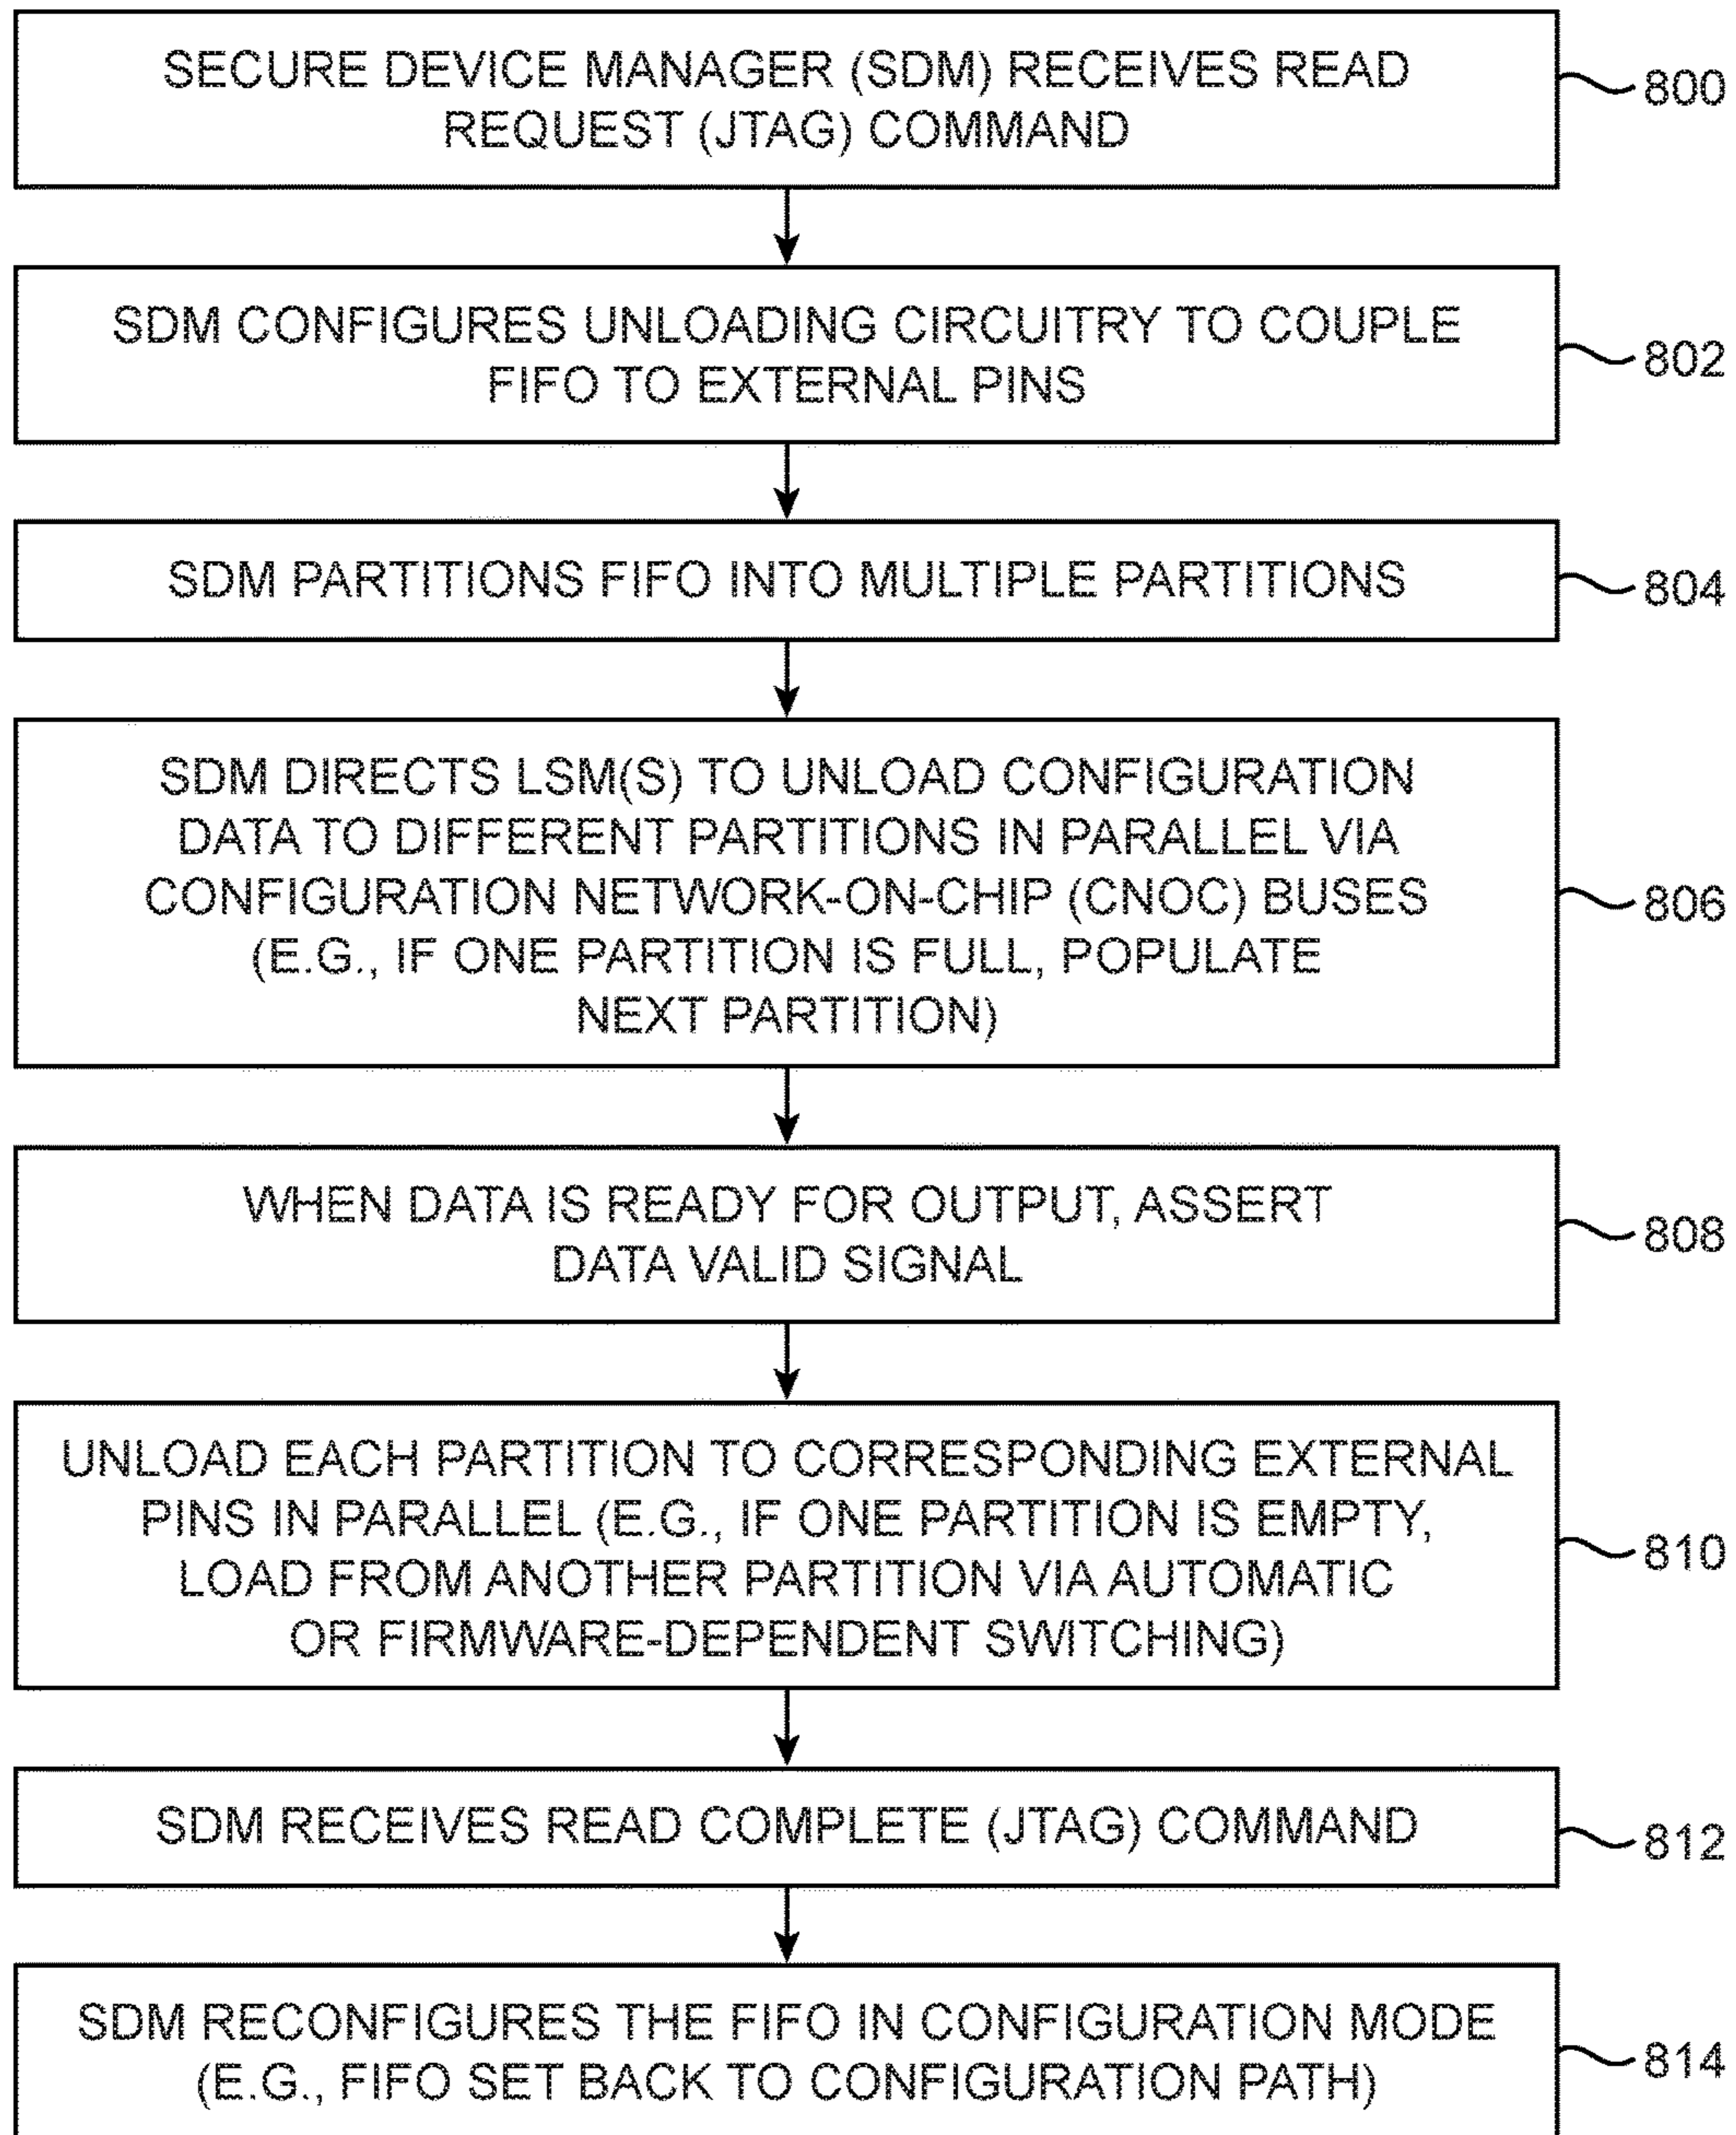 SECURE DEVICE MANAGER (SDM) RECEIVES READ
REQUEST (JTAG) COMMAND
800
SDM CONFIGURES UNLOADING CIRCUITRY TO COUPLE
FIFO TO EXTERNAL PINS
802
SDM PARTITIONS FIFO INTO MULTIPLE PARTITIONS
804
SDM DIRECTS LSM(S) TO UNLOAD CONFIGURATION
DATA TO DIFFERENT PARTITIONS IN PARALLEL VIA
CONFIGURATION NETWORK-ON-CHIP (CNOC) BUSES
(E.G., IF ONE PARTITION IS FULL, POPULATE
NEXT PARTITION)
806
WHEN DATA IS READY FOR OUTPUT, ASSERT
DATA VALID SIGNAL
808
UNLOAD EACH PARTITION TO CORRESPONDING EXTERNAL
PINS IN PARALLEL (E.G., IF ONE PARTITION IS EMPTY,
LOAD FROM ANOTHER PARTITION VIA AUTOMATIC
OR FIRMWARE-DEPENDENT SWITCHING)
810
SDM RECEIVES READ COMPLETE (JTAG) COMMAND
812
SDM RECONFIGURES THE FIFO IN CONFIGURATION MODE
(E.G., FIFO SET BACK TO CONFIGURATION PATH)
814